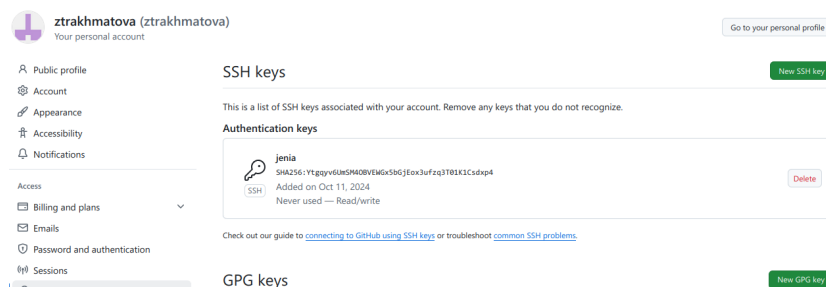 ztrakhmatova (ztrakhmatova)
Your personal account
Go to your personal profile
Public profile
Account
Appearance
Accessibility
Notifications
Access
Billing and plans
Emails
Password and authentication
Sessions
SSH keys
New SSH key
This is a list of SSH keys associated with your account. Remove any keys that you do not recognize.
Authentication keys
jenia
SHA256:Ytgqyv6UmSM4OBVEWGx5bGjEox3ufzq3T01K1Csdxp4
SSH
Added on Oct 11, 2024
Never used — Read/write
Delete
Check out our guide to connecting to GitHub using SSH keys or troubleshoot common SSH problems.
GPG keys
New GPG key